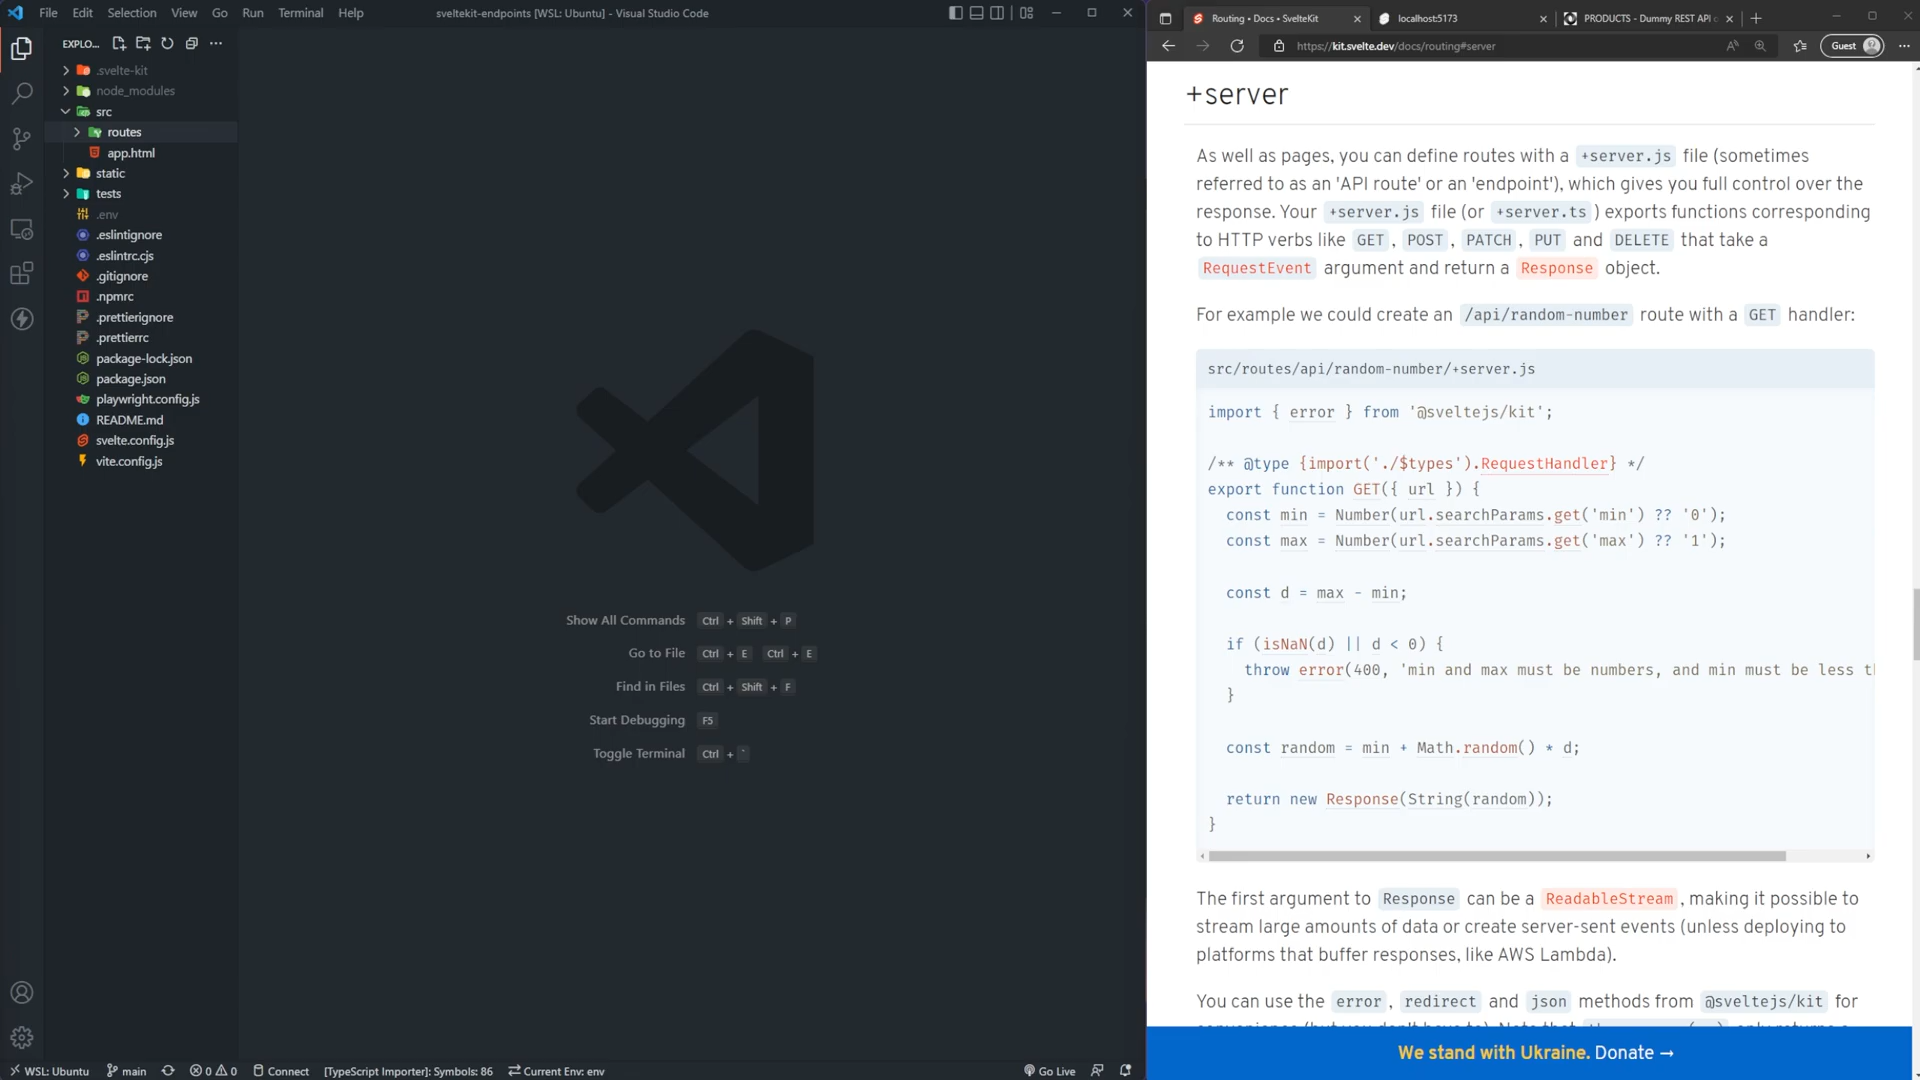 File Edit Selection View Go Run Terminal Help
sveltekit-endpoints [WSL: Ubuntu] - Visual Studio Code
EXPLO...
.svelte-kit
node_modules
src
routes
app.html
static
tests
.env
.eslintignore
.eslintrc.cjs
.gitignore
.npmrc
.prettierignore
.prettierrc
package-lock.json
package.json
playwright.config.js
README.md
svelte.config.js
vite.config.js
Show All Commands Ctrl + Shift + P
Go to File Ctrl + E Ctrl + E
Find in Files Ctrl + Shift + F
Start Debugging F5
Toggle Terminal Ctrl + `
WSL: Ubuntu main 0 0 Connect [TypeScript Importer]: Symbols: 86 Current Env: env Go Live
Routing • Docs • SvelteKit
localhost:5173
PRODUCTS - Dummy REST API
https://kit.svelte.dev/docs/routing#server
Guest
+server
As well as pages, you can define routes with a +server.js file (sometimes
referred to as an 'API route' or an 'endpoint'), which gives you full control over the
response. Your +server.js file (or +server.ts ) exports functions corresponding
to HTTP verbs like GET , POST , PATCH , PUT and DELETE that take a
RequestEvent argument and return a Response object.
For example we could create an /api/random-number route with a GET handler:
src/routes/api/random-number/+server.js
import { error } from '@sveltejs/kit';
/** @type {import('./$types').RequestHandler} */
export function GET({ url }) {
const min = Number(url.searchParams.get('min') ?? '0');
const max = Number(url.searchParams.get('max') ?? '1');
const d = max - min;
if (isNaN(d) || d < 0) {
throw error(400, 'min and max must be numbers, and min must be less
}
const random = min + Math.random() * d;
return new Response(String(random));
}
The first argument to Response can be a ReadableStream , making it possible to
stream large amounts of data or create server-sent events (unless deploying to
platforms that buffer responses, like AWS Lambda).
You can use the error , redirect and json methods from @sveltejs/kit for
We stand with Ukraine. Donate →